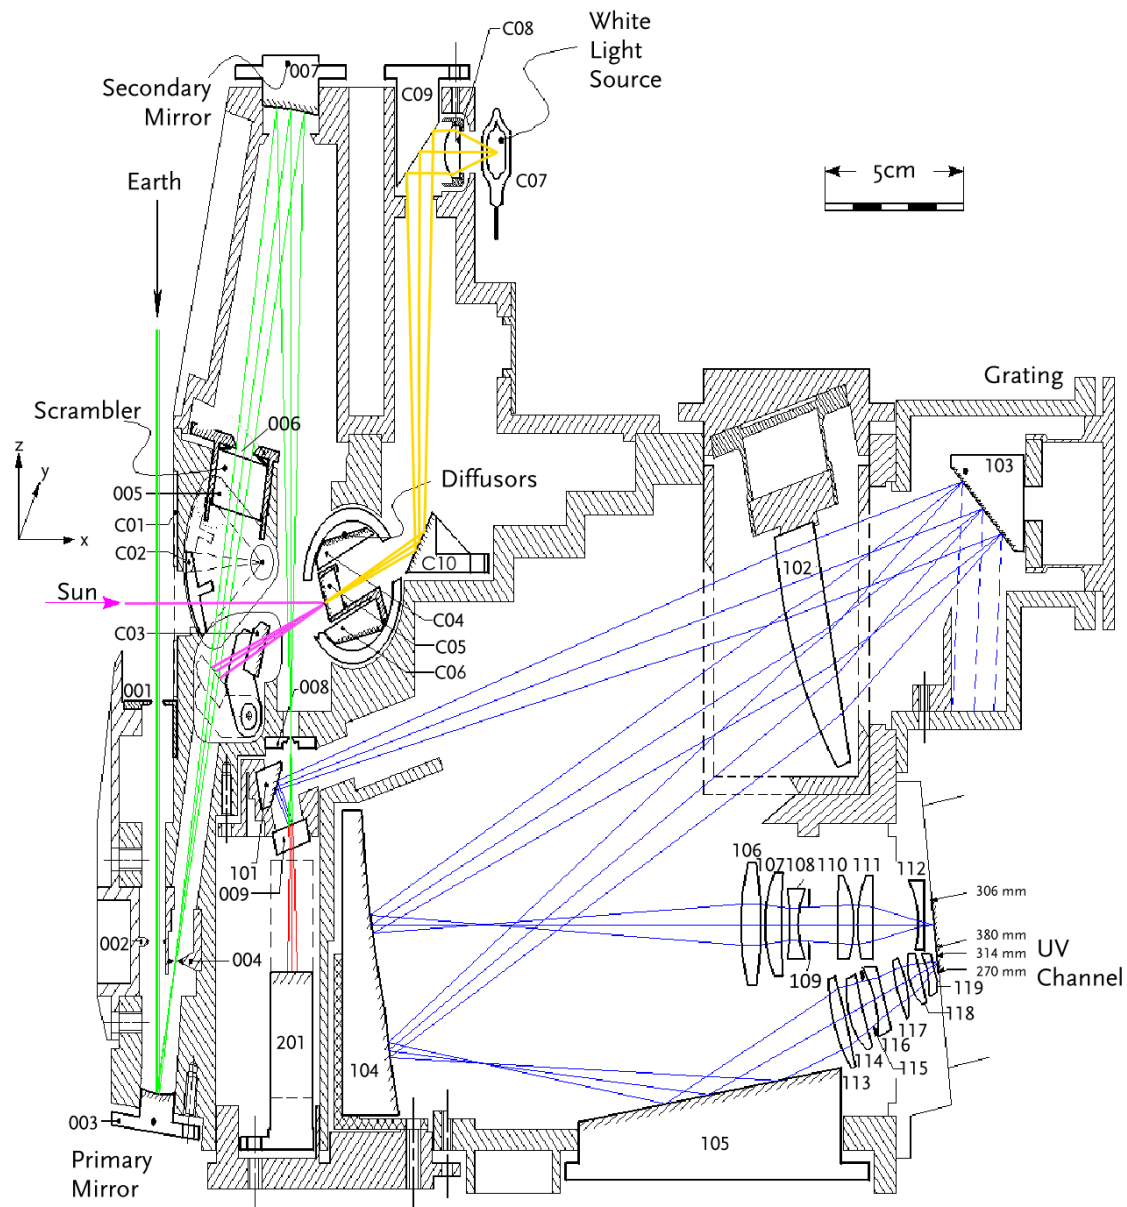 White
Light
Source
C08
007
Secondary
Mirror
C09
C07
5cm
Earth
Grating
Scrambler
006
103
z
y
x
005
Diffusors
C01
C02
C10
102
Sun
C04
C03
C05
C06
008
001
101
009
106
107
108
110
111
112
306 mm
380 mm
314 mm
270 mm
UV
Channel
002
004
109
119
118
117
116
115
114
113
201
104
003
105
Primary
Mirror